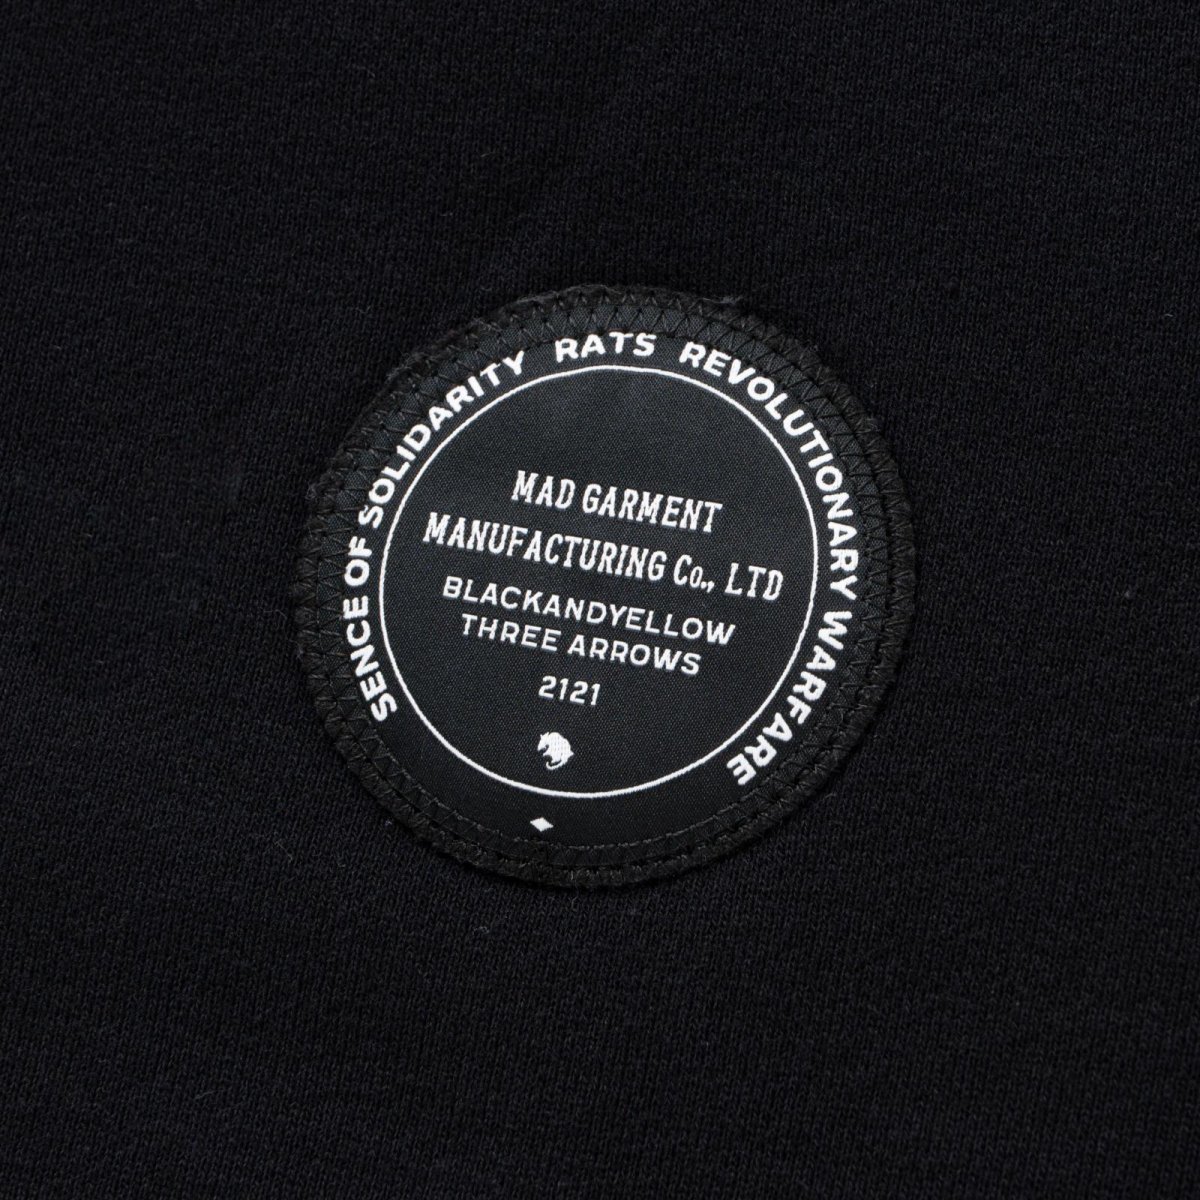 SENCE OF SOLIDARITY RATS REVOLUTIONARY WARFARE
MAD GARMENT
MANUFACTURING Co., LTD
BLACKANDYELLOW
THREE ARROWS
2121